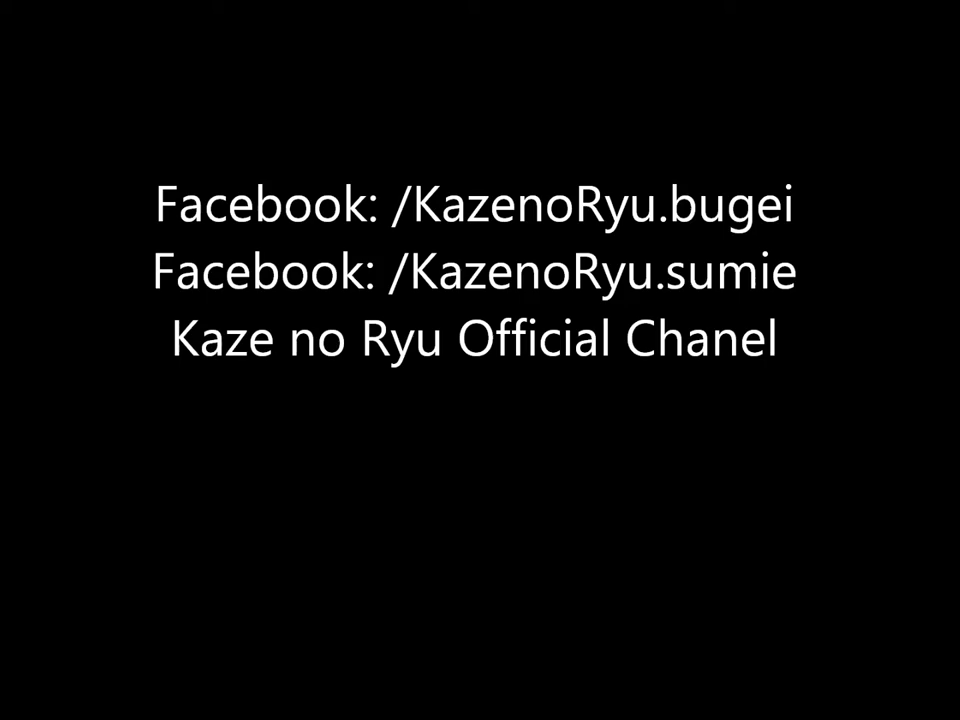 Facebook: /KazenoRyu.bugei
Facebook: /KazenoRyu.sumie
Kaze no Ryu Official Chanel